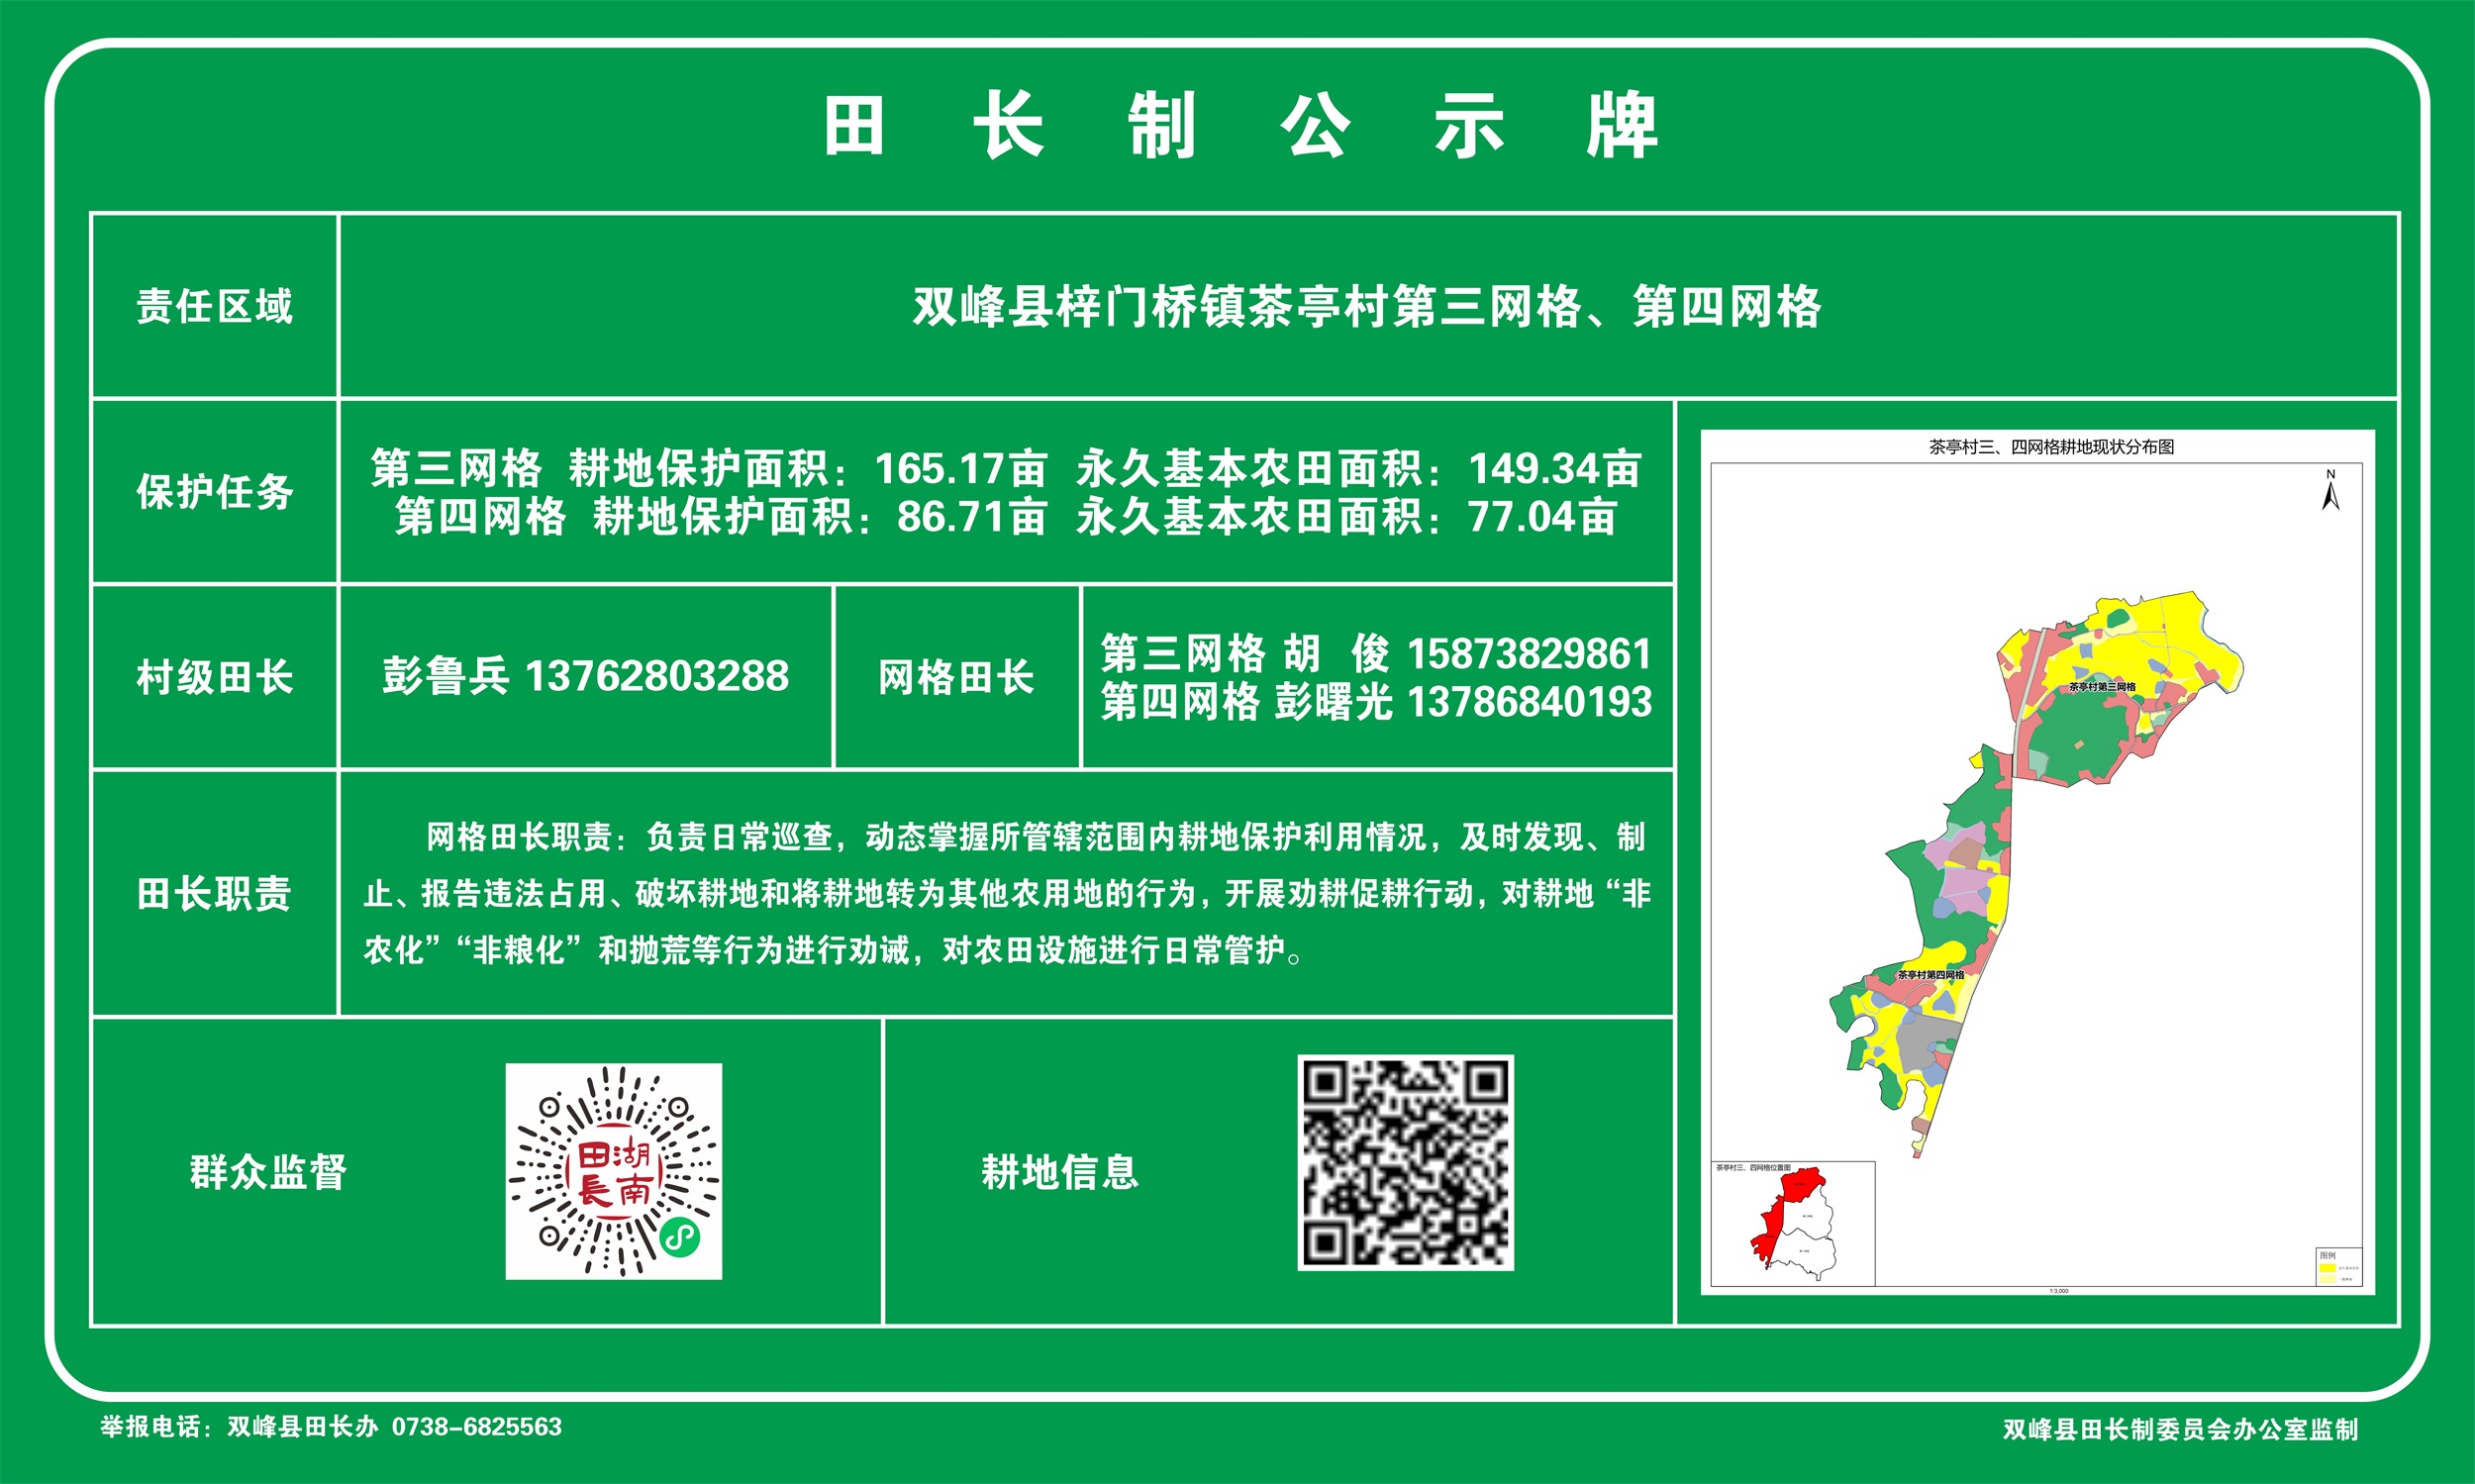 田长制公示牌
责任区域
双峰县梓门桥镇茶亭村第三网格、第四网格
保护任务
第三网格 耕地保护面积：165.17亩 永久基本农田面积：149.34亩
第四网格 耕地保护面积：86.71亩 永久基本农田面积：77.04亩
村级田长
彭鲁兵 13762803288
网格田长
第三网格 胡 俊 15873829861
第四网格 彭曙光 13786840193
田长职责
网格田长职责：负责日常巡查，动态掌握所管辖范围内耕地保护利用情况，及时发现、制
止、报告违法占用、破坏耕地和将耕地转为其他农用地的行为，开展劝耕促耕行动，对耕地“非
农化”“非粮化”和抛荒等行为进行劝诫，对农田设施进行日常管护。
群众监督
田湖
長南
耕地信息
茶亭村三、四网格耕地现状分布图
N
茶亭村第三网格
茶亭村第四网格
茶亭村三、四网格位置图
图例
1:3,000
举报电话：双峰县田长办 0738-6825563
双峰县田长制委员会办公室监制